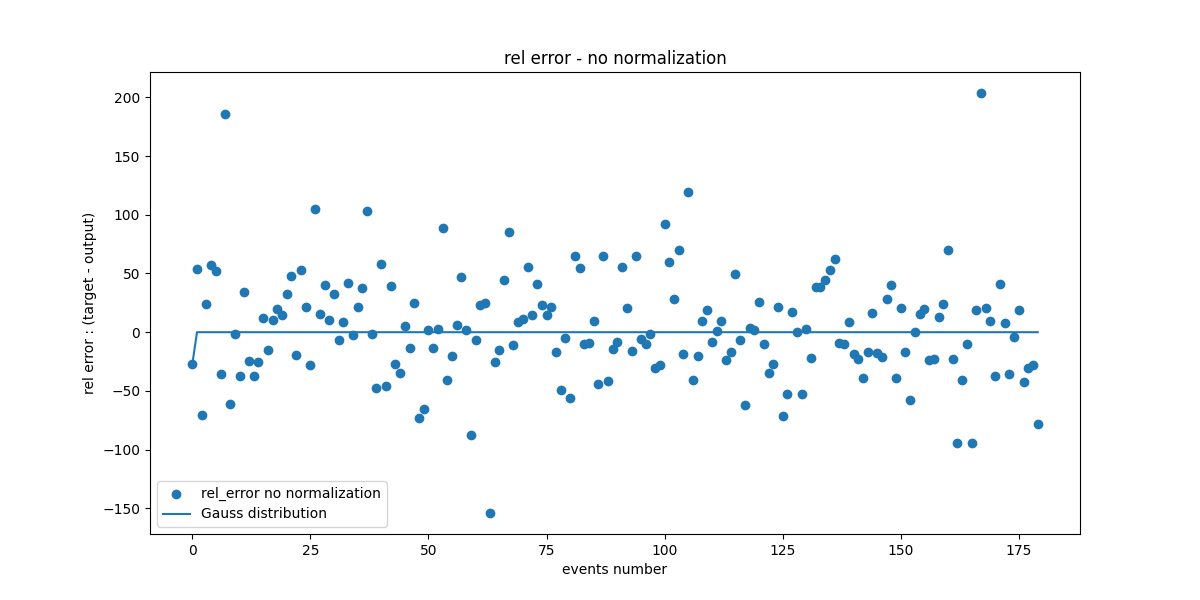 rel error - no normalization
rel error : (target - output)
200
150
100
50
0
−50
−100
−150
rel_error no normalization
Gauss distribution
0 25 50 75 100 125 150 175
events number